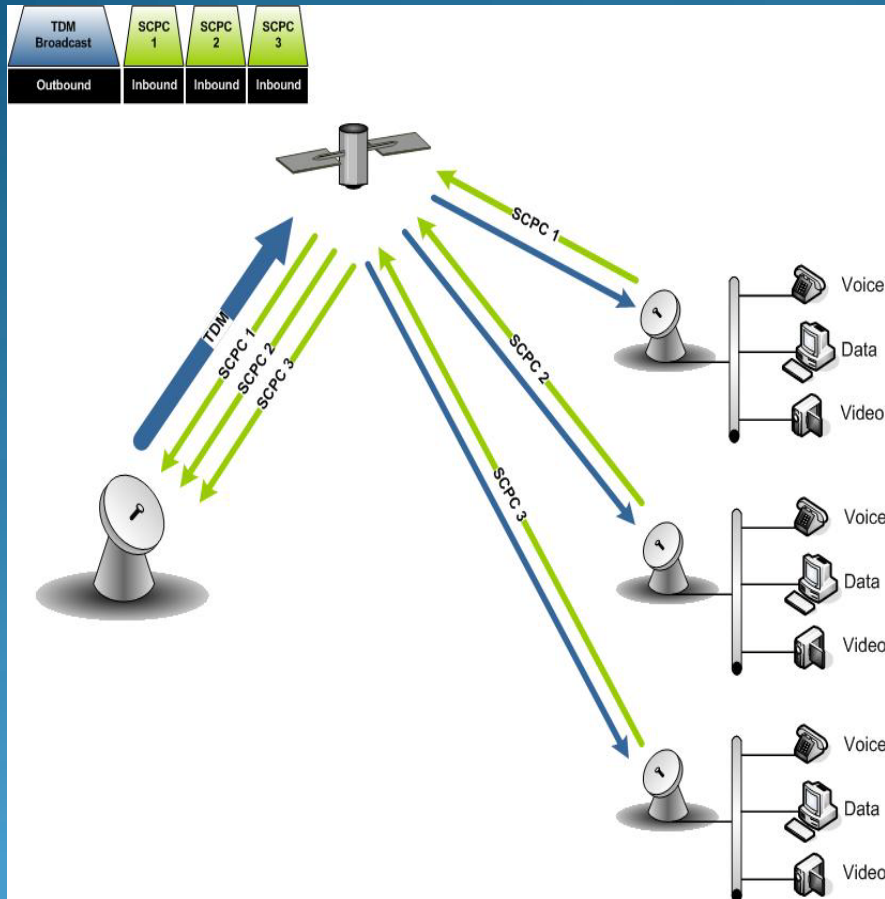 TDM
Broadcast
SCPC
1
SCPC
2
SCPC
3
Outbound
Inbound
Inbound
Inbound
SCPC 1
TDM
SCPC 1
SCPC 2
SCPC 3
SCPC 2
SCPC 3
Voice
Data
Video
Voice
Data
Video
Voice
Data
Video